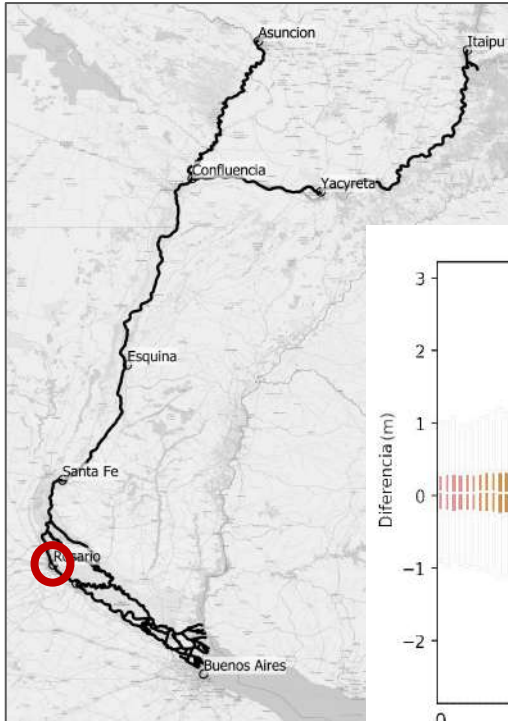 Asuncion
Itaipu
Confluencia
Yacyreta
Esquina
Santa Fe
Rosario
Buenos Aires
3
2
1
0
−1
−2
Diferencia (m)
0